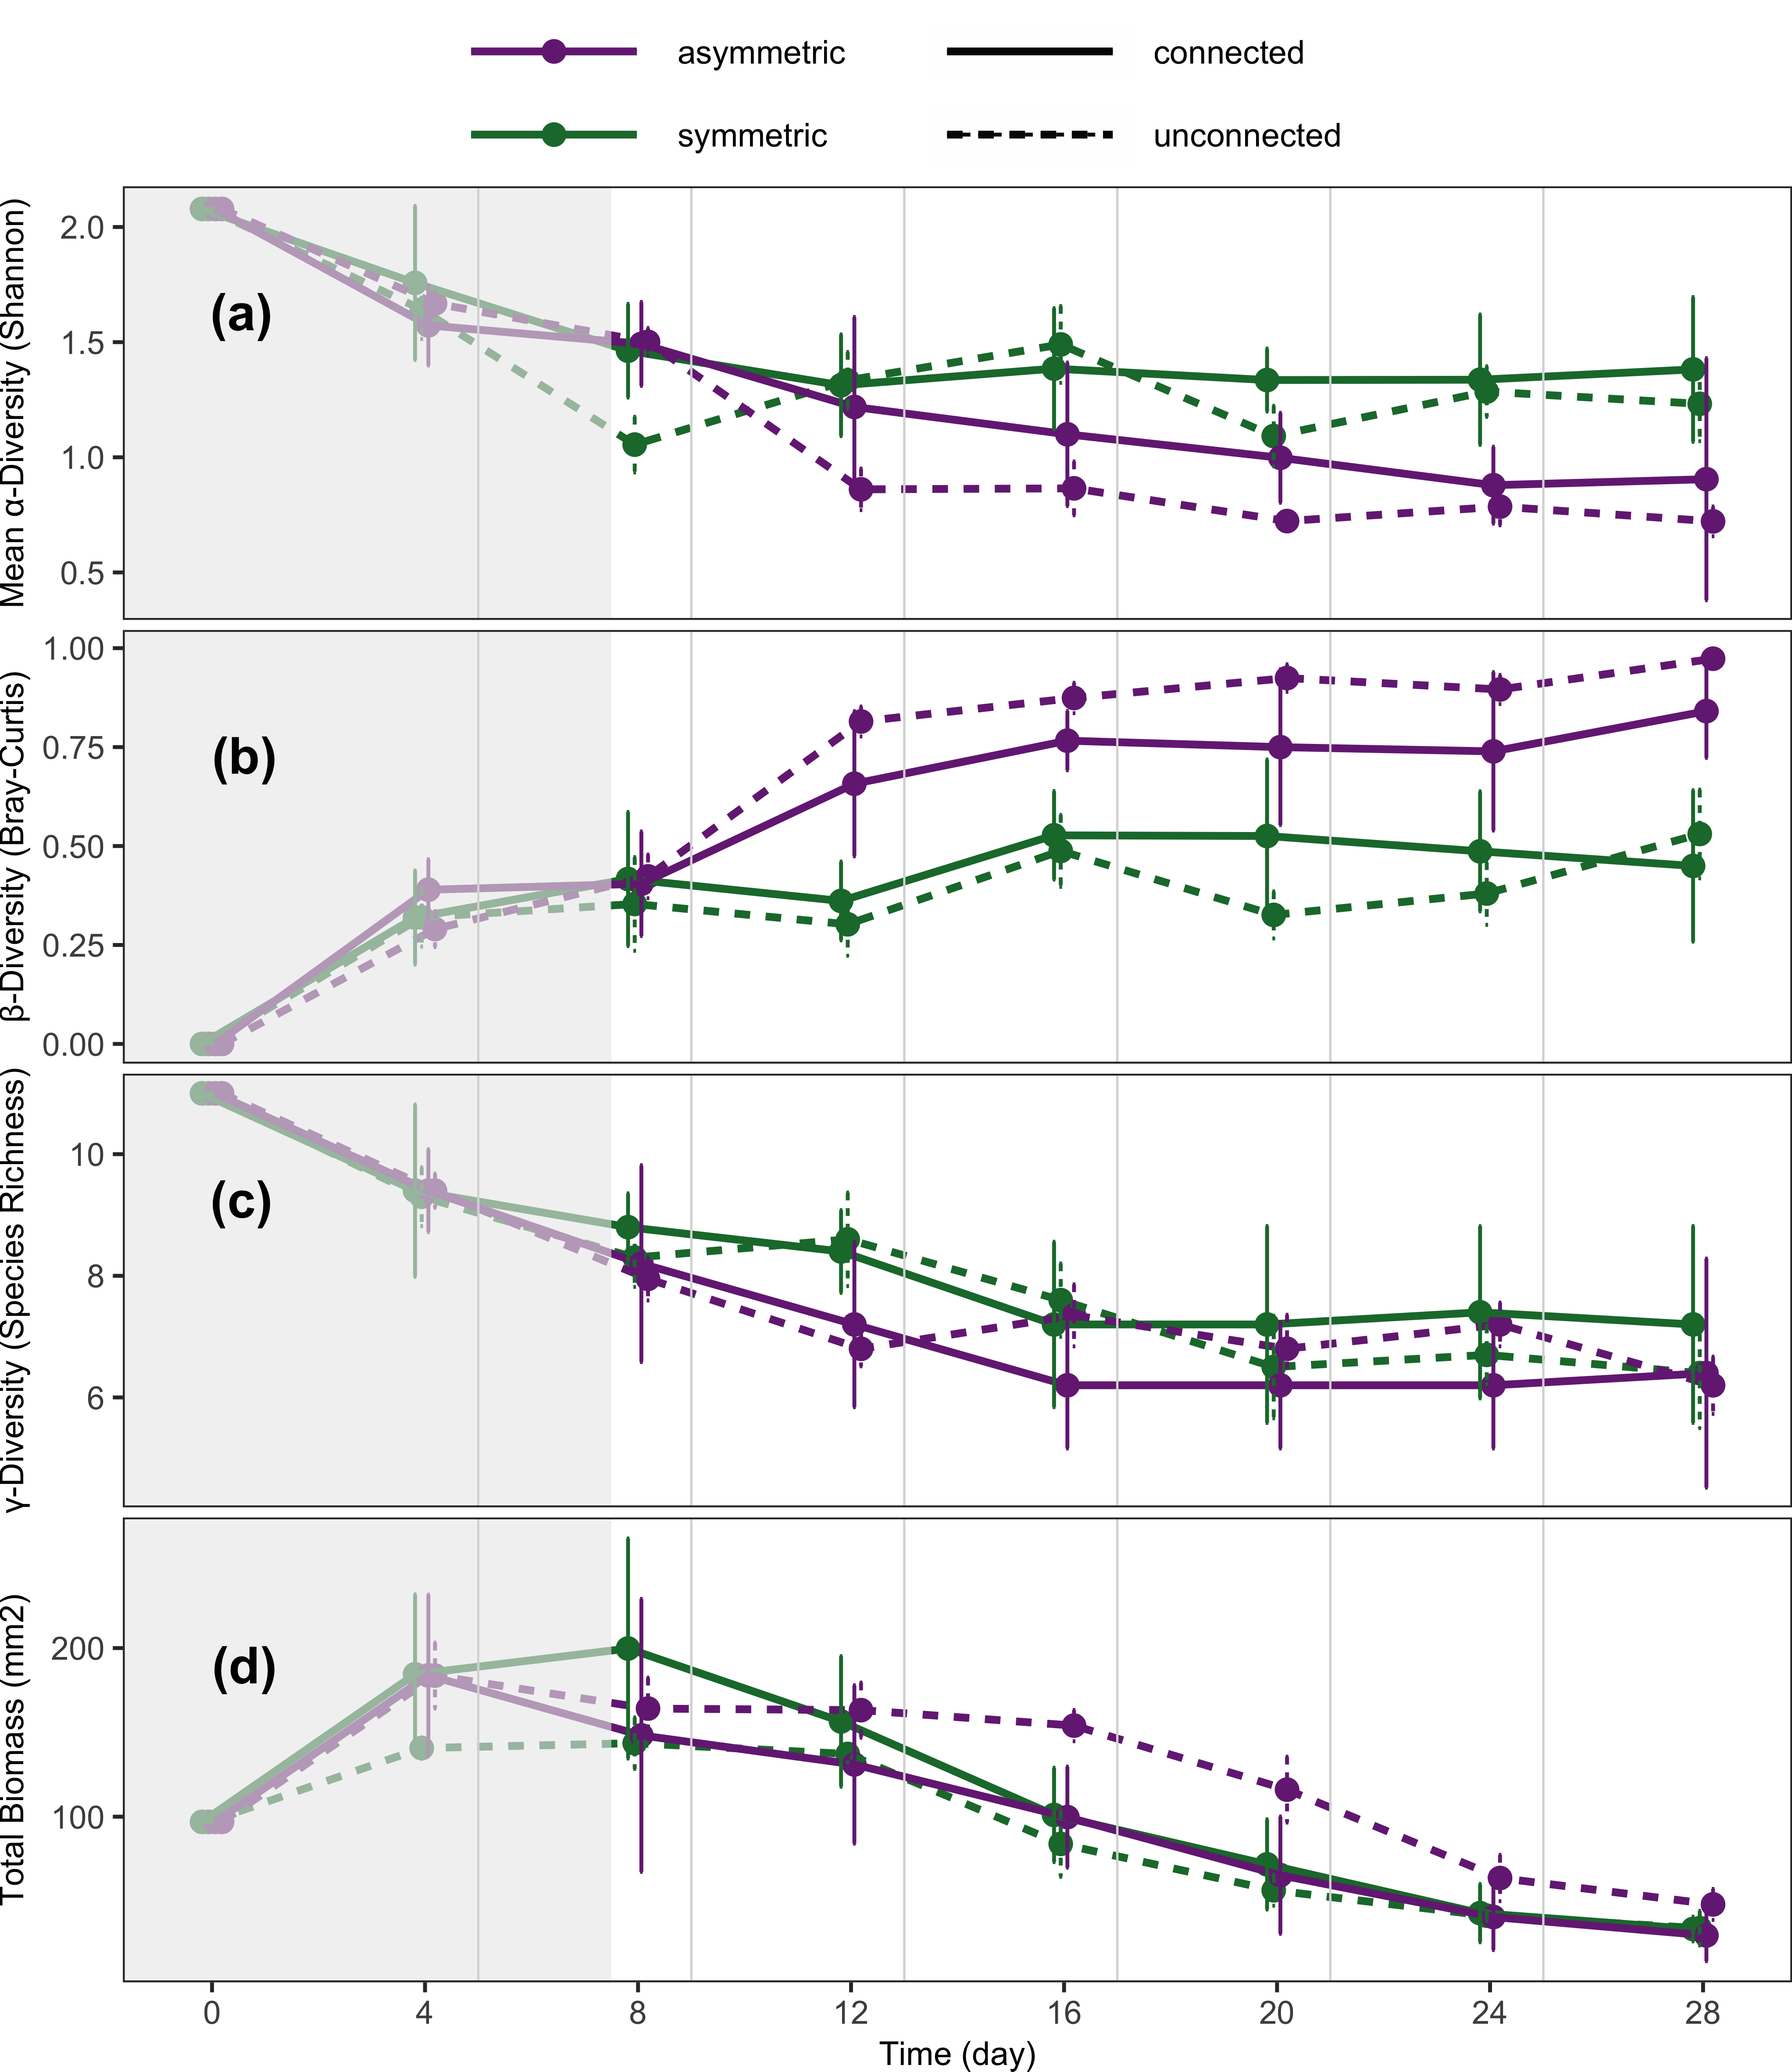 asymmetric
connected
symmetric
unconnected
Mean α-Diversity (Shannon)
2.0
1.5
1.0
0.5
(a)
β-Diversity (Bray-Curtis)
1.00
0.75
0.50
0.25
0.00
(b)
γ-Diversity (Species Richness)
10
8
6
(c)
Total Biomass (mm2)
200
100
(d)
0 4 8 12 16 20 24 28
Time (day)